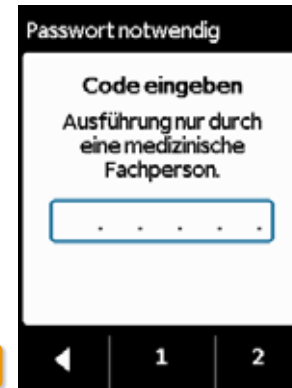 Passwort notwendig
Code eingeben
Ausführung nur durch
eine medizinische
Fachperson.
. . . . .
1 2